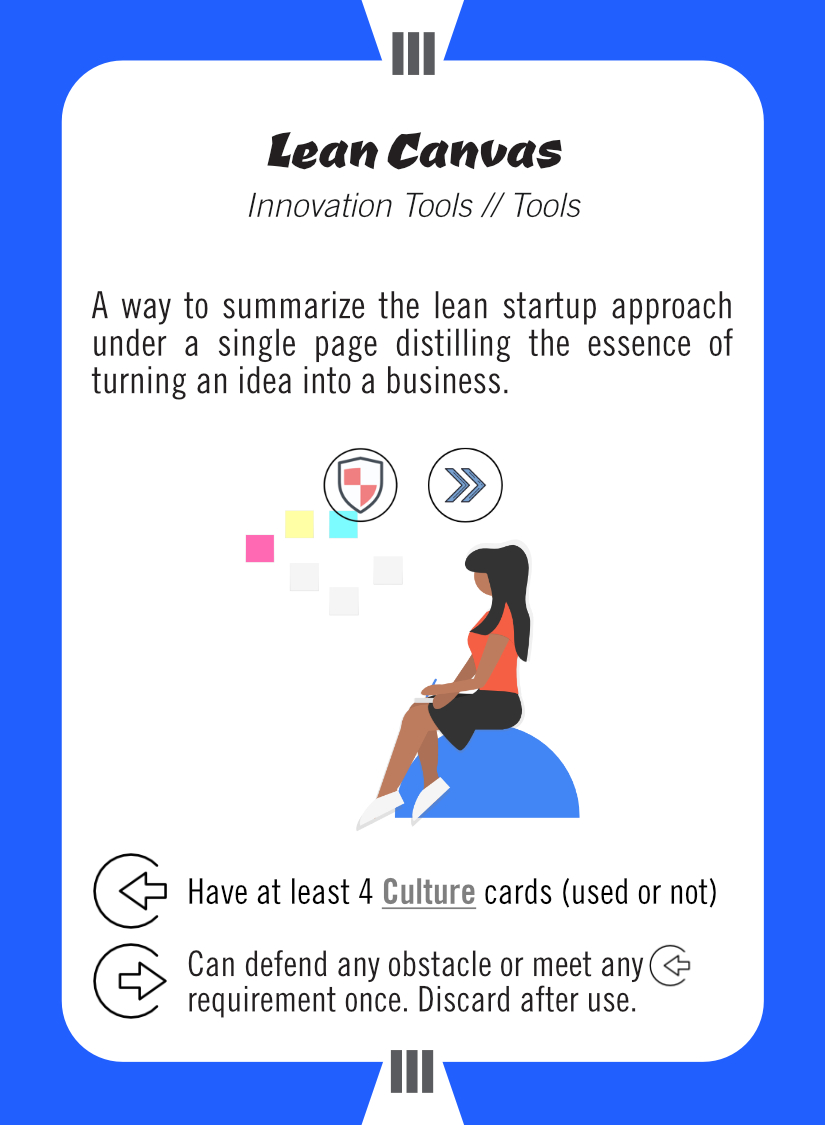 III
Lean Canvas
Innovation Tools // Tools
A way to summarize the lean startup approach
under a single page distilling the essence of
turning an idea into a business.
Have at least 4 Culture cards (used or not)
Can defend any obstacle or meet any
requirement once. Discard after use.
III